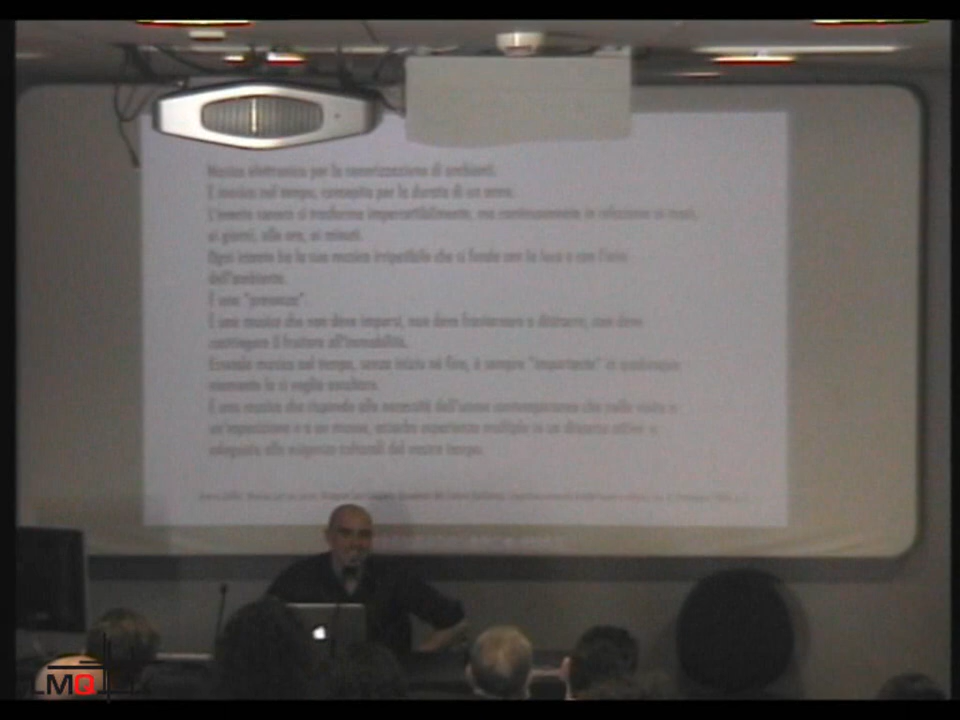 Musica elettronica per la sonorizzazione di ambienti.
È musica nel tempo, concepita per la durata di un anno.
L'evento sonoro si trasforma impercettibilmente, ma continuamente in relazione ai mesi,
ai giorni, alle ore, ai minuti.
Ogni istante ha la sua musica irripetibile che si fonde con la luce e con l'aria
dell'ambiente.
È una "presenza".
È una musica che non deve imporsi, non deve frastornare o distrarre, non deve
costringere il fruitore all'immobilità.
Essendo musica nel tempo, senza inizio né fine, è sempre "importante" in qualunque
momento la si voglia ascoltare.
È una musica che risponde alle necessità dell'uomo contemporaneo che nella visita a
un'esposizione o a un museo, assorbe esperienze multiple in un discorso attivo e
adeguato alle esigenze culturali del nostro tempo.
LMQ